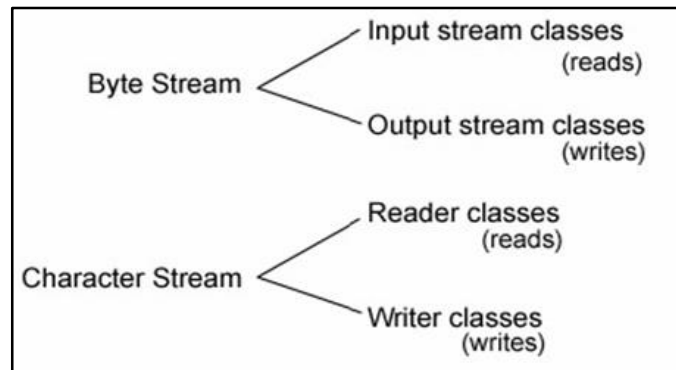 Input stream classes
(reads)
Byte Stream
Output stream classes
(writes)
Reader classes
(reads)
Character Stream
Writer classes
(writes)